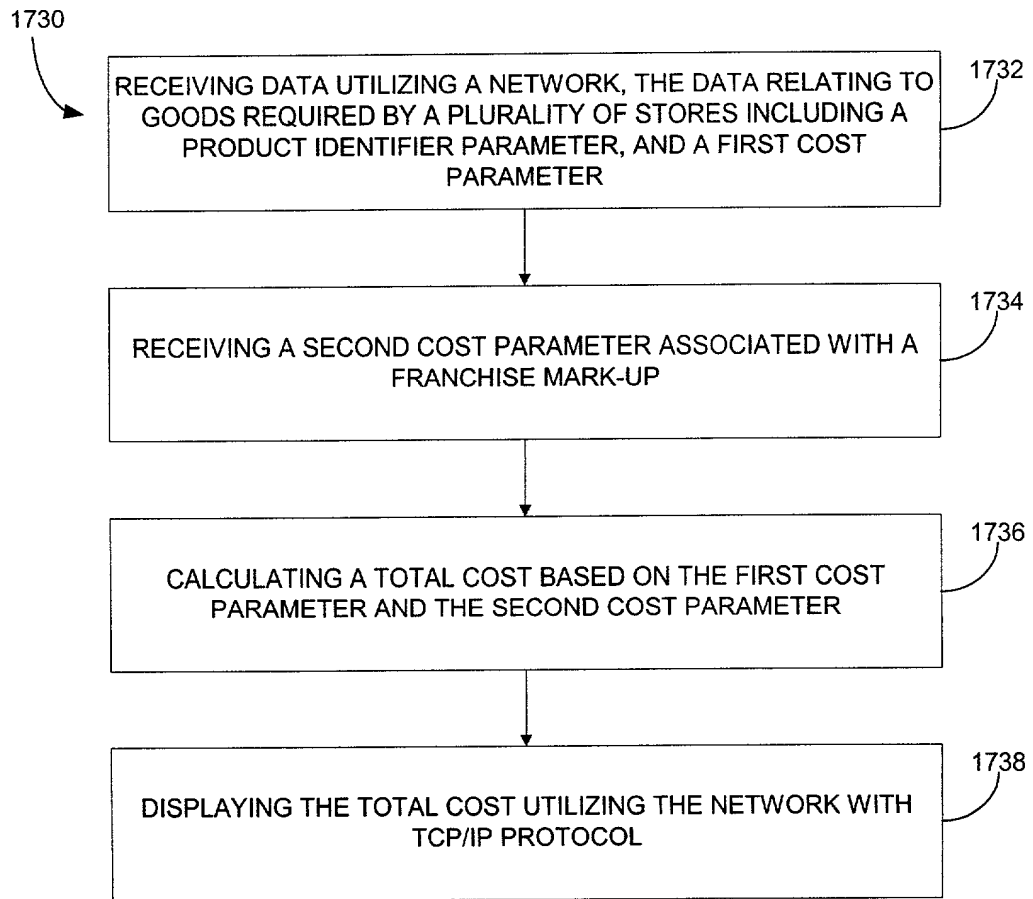 1730
RECEIVING DATA UTILIZING A NETWORK, THE DATA RELATING TO
GOODS REQUIRED BY A PLURALITY OF STORES INCLUDING A
PRODUCT IDENTIFIER PARAMETER, AND A FIRST COST
PARAMETER
1732
RECEIVING A SECOND COST PARAMETER ASSOCIATED WITH A
FRANCHISE MARK-UP
1734
CALCULATING A TOTAL COST BASED ON THE FIRST COST
PARAMETER AND THE SECOND COST PARAMETER
1736
DISPLAYING THE TOTAL COST UTILIZING THE NETWORK WITH
TCP/IP PROTOCOL
1738